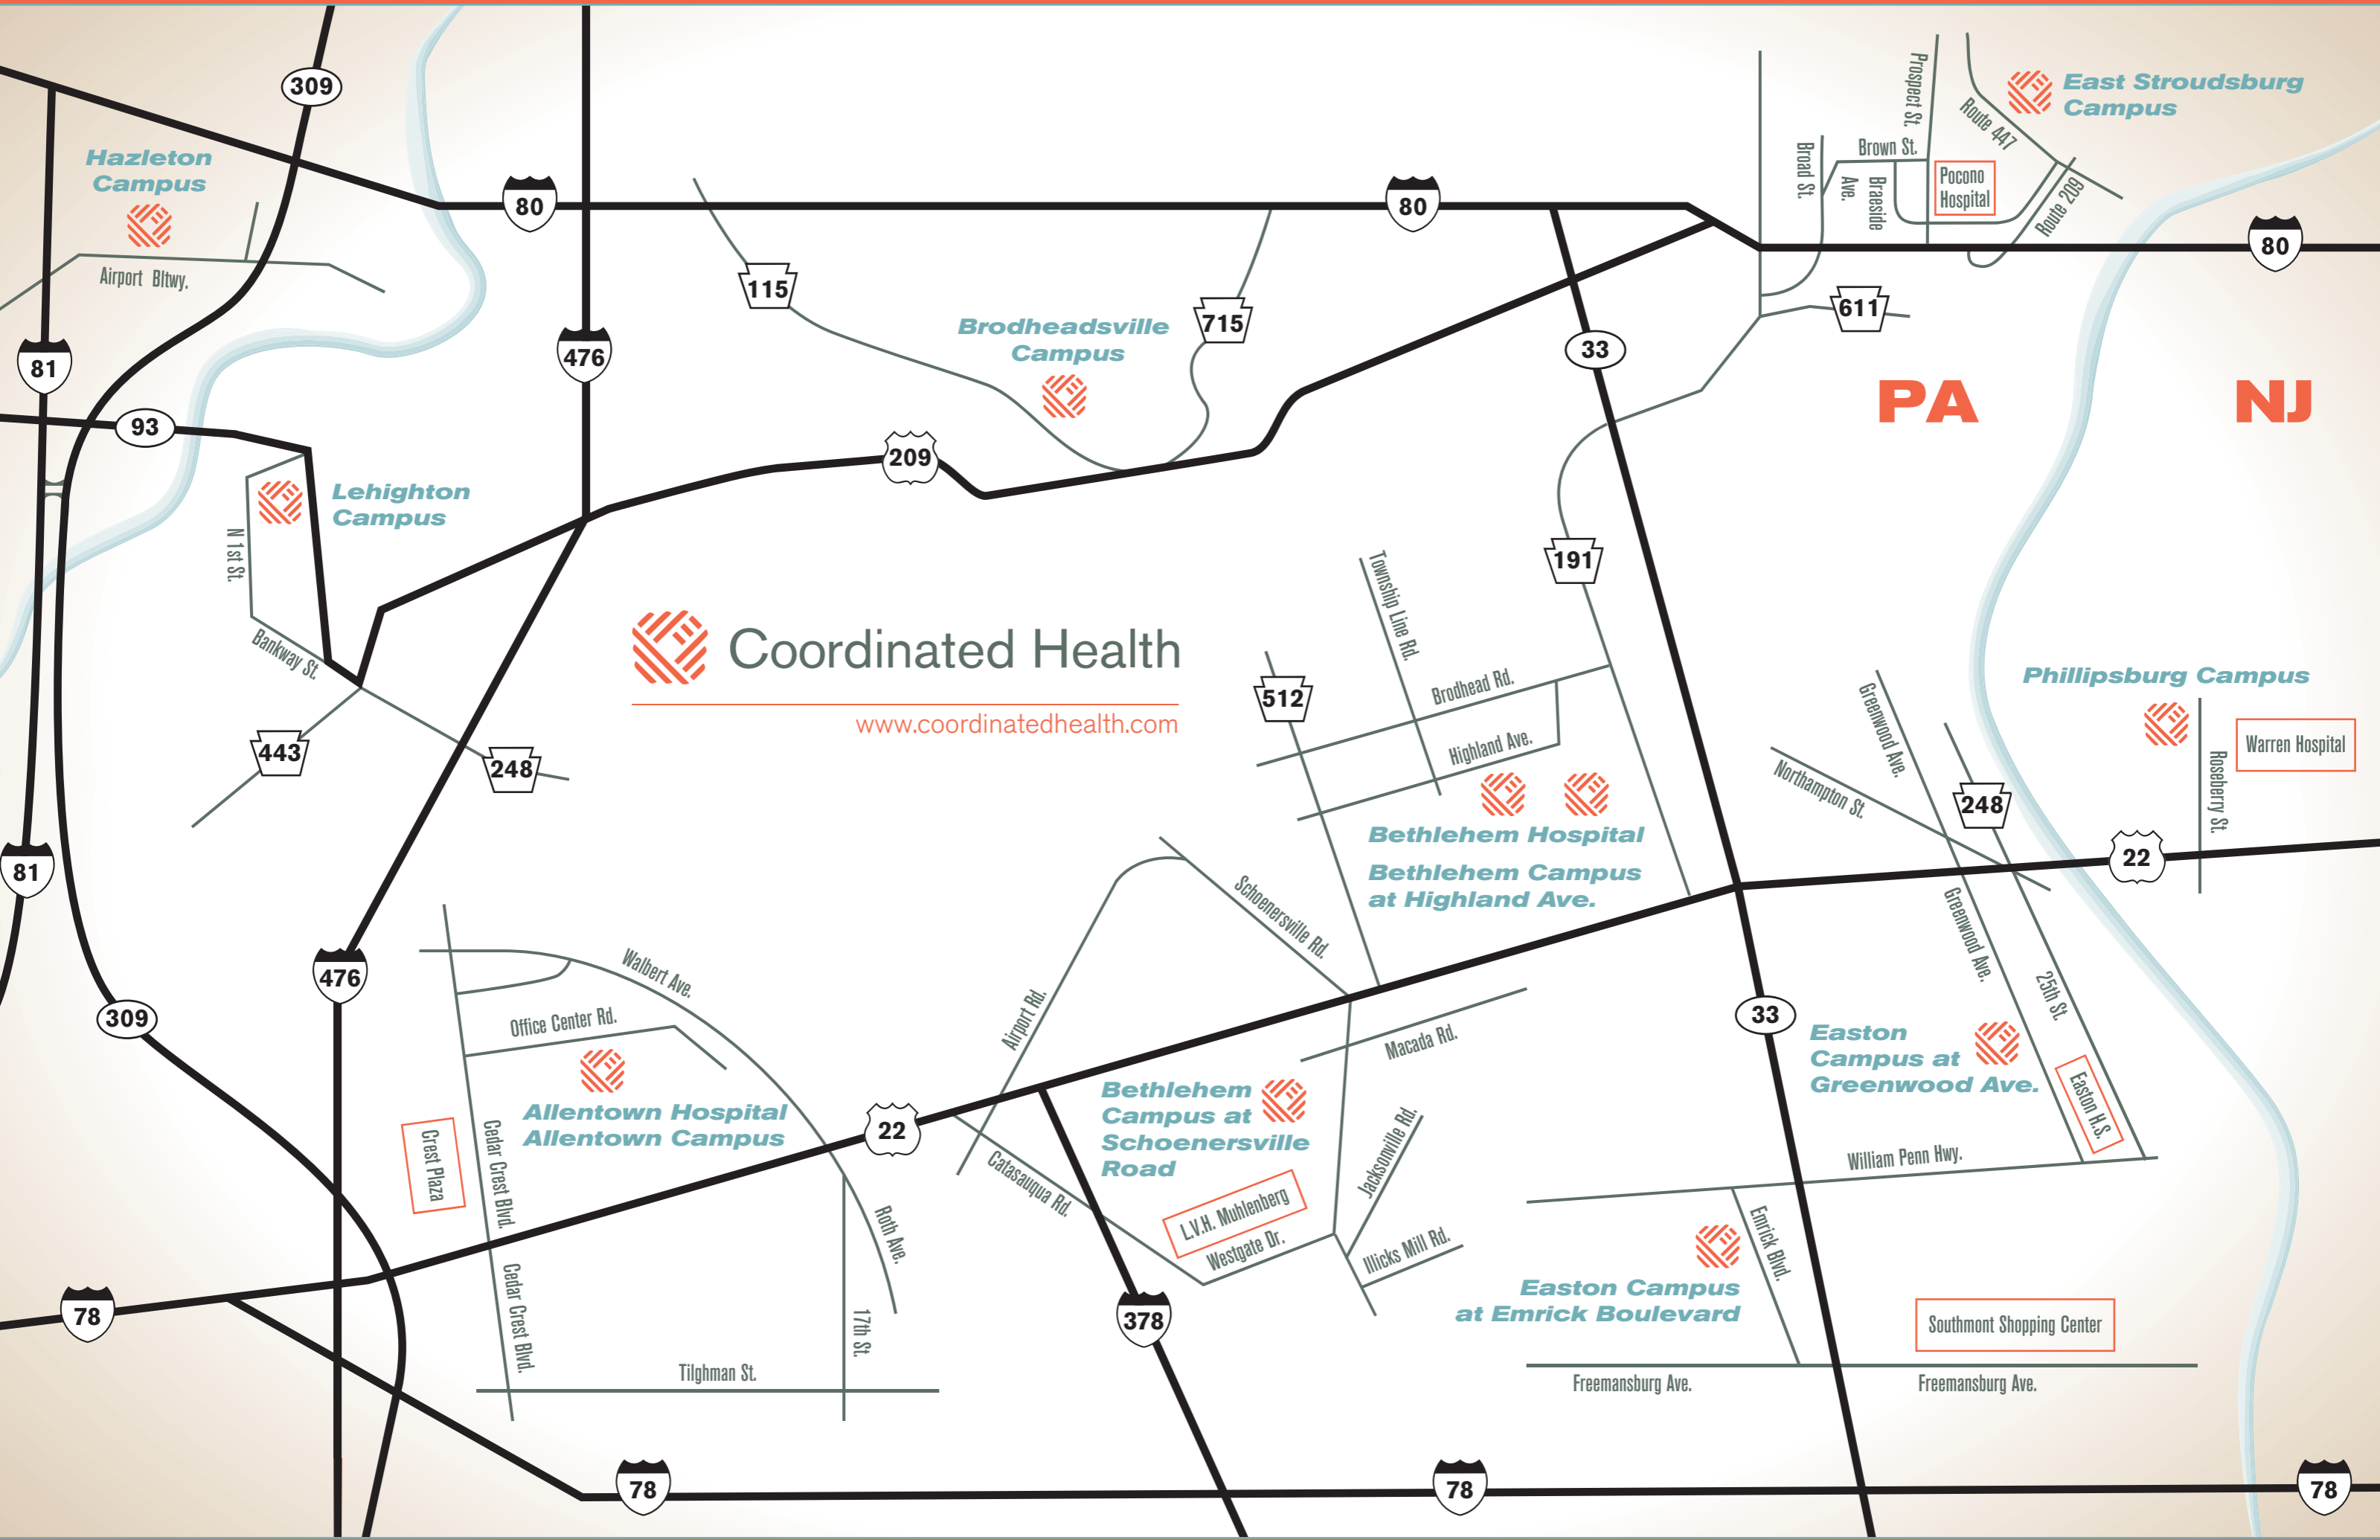 309
Hazleton
Campus
Airport Bltwy.
81
93
80
476
115
Brodheadsville
Campus
715
80
33
Prospect St.
Route 447
East Stroudsburg
Campus
Broad St.
Brown St.
Braeside
Ave.
Pocono
Hospital
Route 209
80
611
PA
NJ
209
Lehighton
Campus
N 1st St.
Bankway St.
443
248
Coordinated Health
www.coordinatedhealth.com
191
Township Line Rd.
512
Brodhead Rd.
Highland Ave.
Bethlehem Hospital
Bethlehem Campus
at Highland Ave.
Greenwood Ave.
Northampton St.
248
Phillipsburg Campus
Roseberry St.
Warren Hospital
22
81
309
476
Walbert Ave.
Office Center Rd.
Allentown Hospital
Allentown Campus
Crest Plaza
Cedar Crest Blvd.
Cedar Crest Blvd.
22
Roth Ave.
17th St.
Tilghman St.
Airport Rd.
Schoenersville Rd.
Macada Rd.
Bethlehem
Campus at
Schoenersville
Road
Catasauqua Rd.
L.V.H. Muhlenberg
Westgate Dr.
Jacksonville Rd.
Illicks Mill Rd.
378
33
Greenwood Ave.
25th St.
Easton
Campus at
Greenwood Ave.
Easton H.S.
William Penn Hwy.
Emrick Blvd.
Easton Campus
at Emrick Boulevard
Southmont Shopping Center
Freemansburg Ave.
Freemansburg Ave.
78
78
78
78